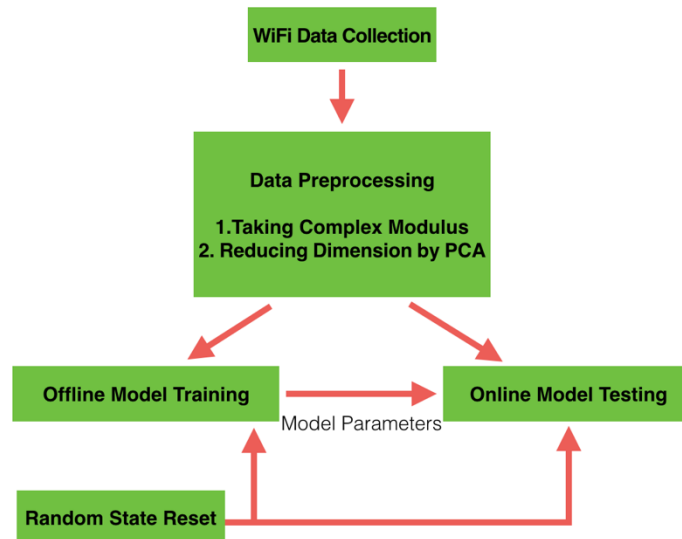 WiFi Data Collection
Data Preprocessing
1.Taking Complex Modulus
2. Reducing Dimension by PCA
Offline Model Training
Model Parameters
Online Model Testing
Random State Reset